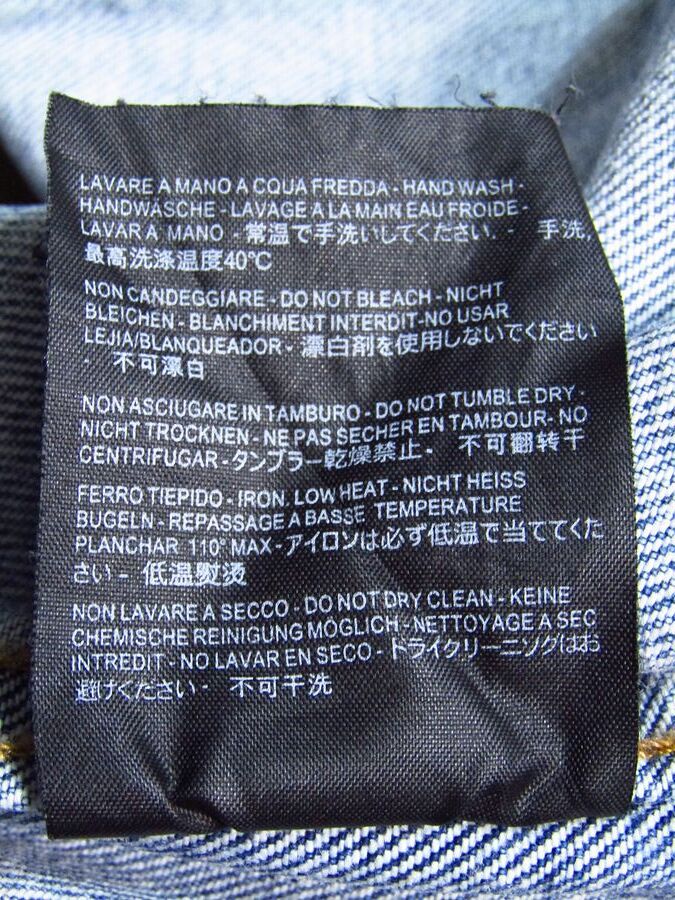 LAVARE A MANO A CQUA FREDDA - HAND WASH -
HANDWASCHE - LAVAGE A LA MAIN EAU FROIDE-
LAVAR A MANO - 常温で手洗いしてください. - 手洗,
最高洗涤温度40℃
NON CANDEGGIARE - DO NOT BLEACH - NICHT
BLEICHEN - BLANCHIMENT INTERDIT-NO USAR
LEJIA/BLANQUEADOR - 漂白剤を使用しないでください
- 不可漂白
NON ASCIUGARE IN TAMBURO - DO NOT TUMBLE DRY -
NICHT TROCKNEN - NE PAS SECHER EN TAMBOUR- NO
CENTRIFUGAR -タンブラー乾燥禁止- 不可翻转干
FERRO TIEPIDO - IRON LOW HEAT - NICHT HEISS
BUGELN - REPASSAGE A BASSE TEMPERATURE
PLANCHAR 110° MAX - アイロンは必ず低温で当ててくだ
さい - 低温熨烫
NON LAVARE A SECCO - DO NOT DRY CLEAN - KEINE
CHEMISCHE REINIGUNG MÖGLICH - NETTOYAGE A SEC
INTREDIT - NO LAVAR EN SECO - トライクリーニソグはお
避けください - 不可干洗